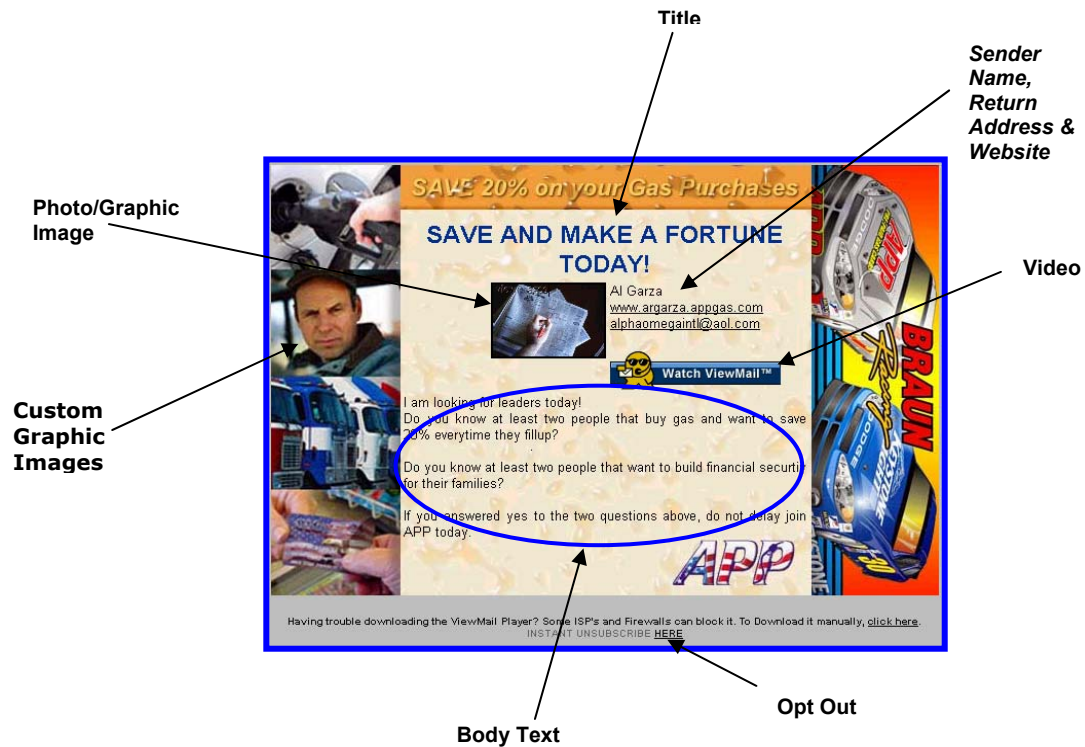 Title
Sender
Name,
Return
Address &
Website
Photo/Graphic
Image
Video
Custom
Graphic
Images
SAVE 20% on your Gas Purchases
SAVE AND MAKE A FORTUNE
TODAY!
Al Garza
www.argarza.appgas.com
alphaomegaintl@aol.com
Watch ViewMail™
I am looking for leaders today!
Do you know at least two people that buy gas and want to save
20% everytime they fillup?
Do you know at least two people that want to build financial securtiy
for their families?
If you answered yes to the two questions above, do not delay join
APP today.
APP
APP
DODGE
BRAUN
Racing
DODGE
Having trouble downloading the ViewMail Player? Some ISP's and Firewalls can block it. To Download it manually, click here.
INSTANT UNSUBSCRIBE HERE
Opt Out
Body Text